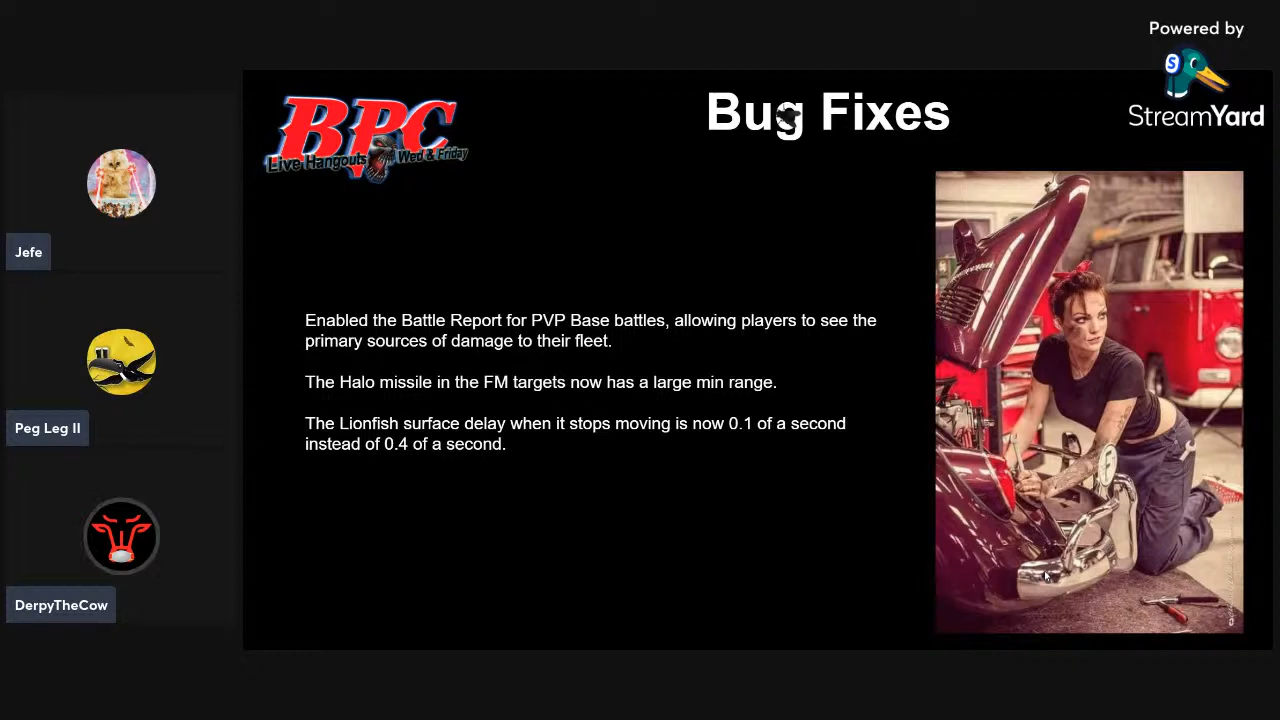 Powered by
StreamYard
BPC
Live Hangouts Wed & Friday
Bug Fixes
Jefe
Enabled the Battle Report for PVP Base battles, allowing players to see the
primary sources of damage to their fleet.
The Halo missile in the FM targets now has a large min range.
Peg Leg II
The Lionfish surface delay when it stops moving is now 0.1 of a second
instead of 0.4 of a second.
DerpyTheCow